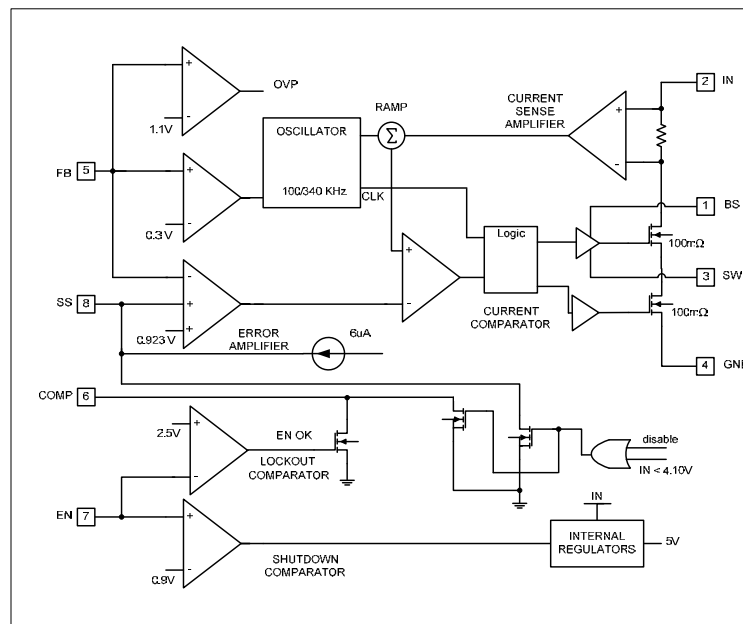 OVP
1.1V
RAMP
Σ
CURRENT
SENSE
AMPLIFIER
2 IN
+
-
+
-
OSCILLATOR
100/340 KHz
CLK
FB 5
+
-
0.3V
1 BS
100mΩ
Logic
3 SW
SS 8
-
+
+
0.923V
ERROR
AMPLIFIER
6uA
+
-
CURRENT
COMPARATOR
100mΩ
4 GN
COMP 6
2.5V
+
-
EN OK
LOCKOUT
COMPARATOR
disable
IN < 4.10V
EN 7
+
-
0.9V
SHUTDOWN
COMPARATOR
IN
INTERNAL
REGULATORS
5V